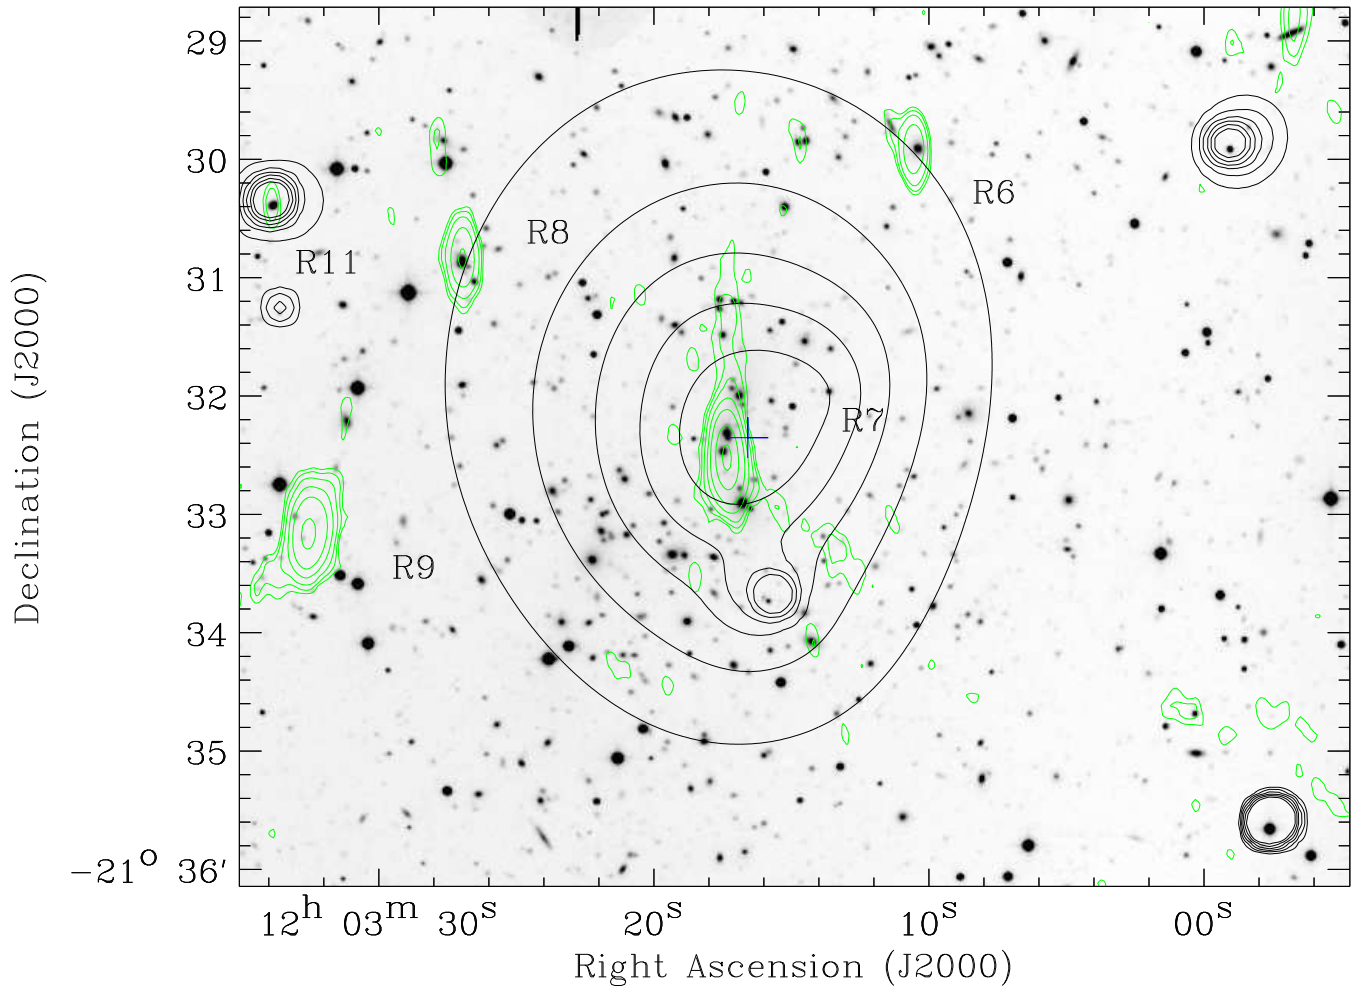 29
30
R6
R8
R11
31
32
R7
33
R9
34
35
-21° 36'
12h 03m 30s 20s 10s 00s
Right Ascension (J2000)
Declination (J2000)